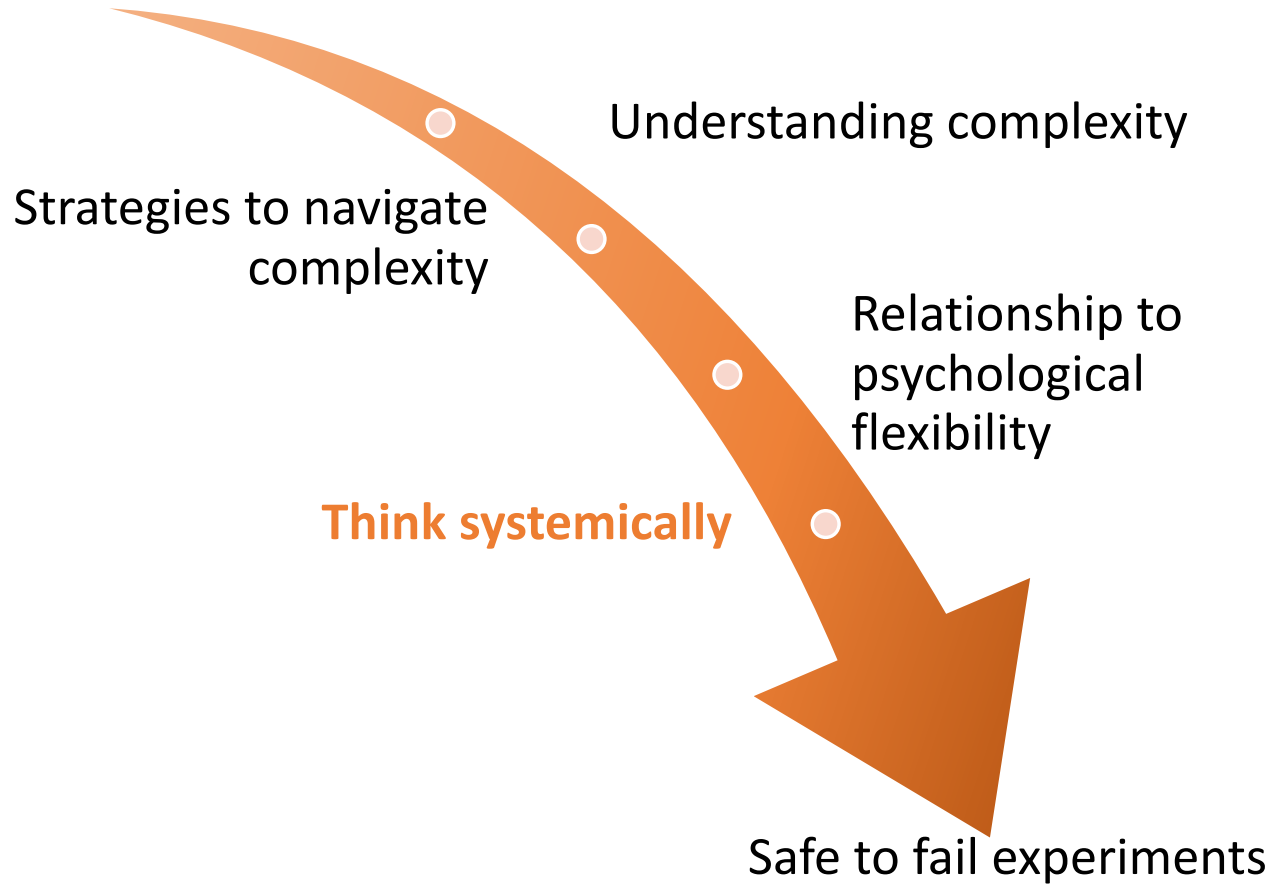 Understanding complexity
Strategies to navigate
complexity
Relationship to
psychological
flexibility
Think systemically
Safe to fail experiments